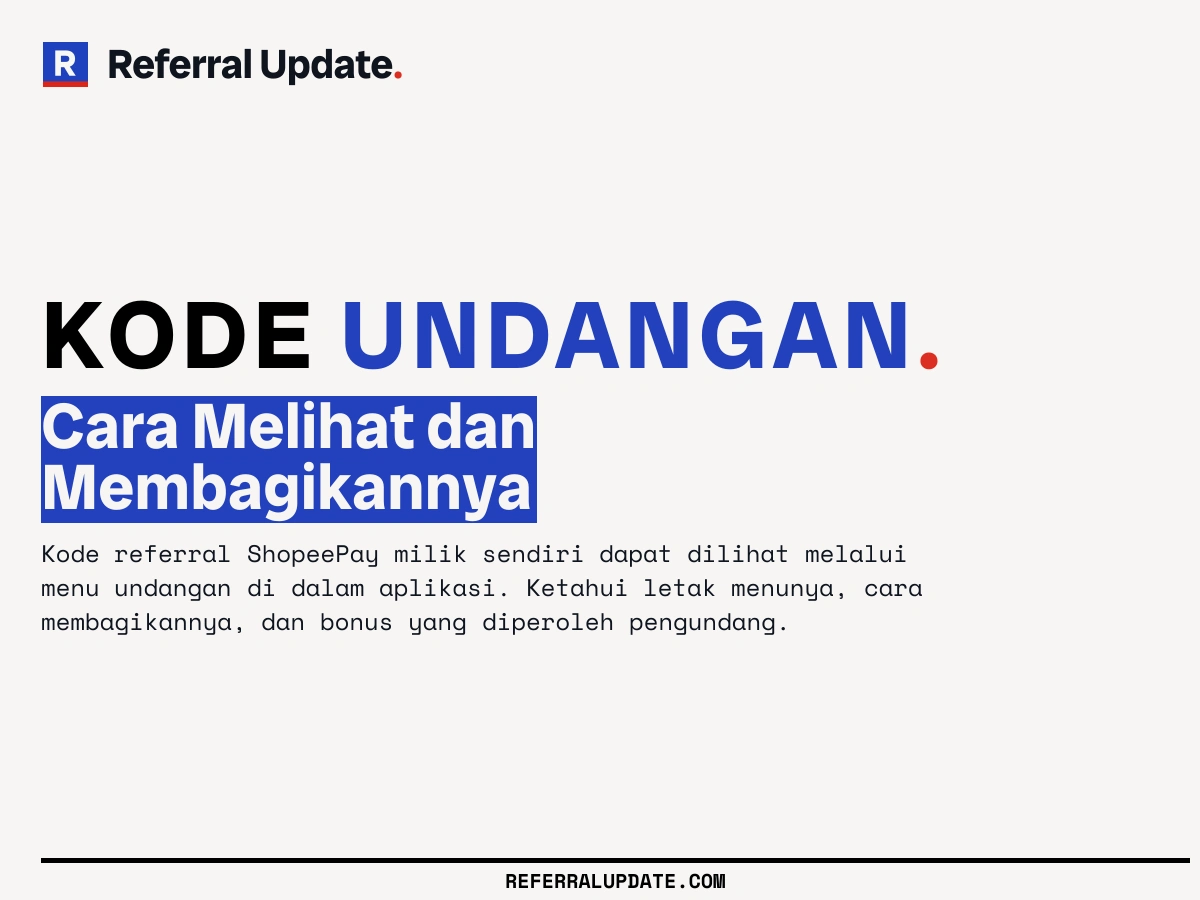 R Referral Update.
KODE UNDANGAN.
Cara Melihat dan
Membagikannya
Kode referral ShopeePay milik sendiri dapat dilihat melalui
menu undangan di dalam aplikasi. Ketahui letak menunya, cara
membagikannya, dan bonus yang diperoleh pengundang.
REFERRALUPDATE.COM